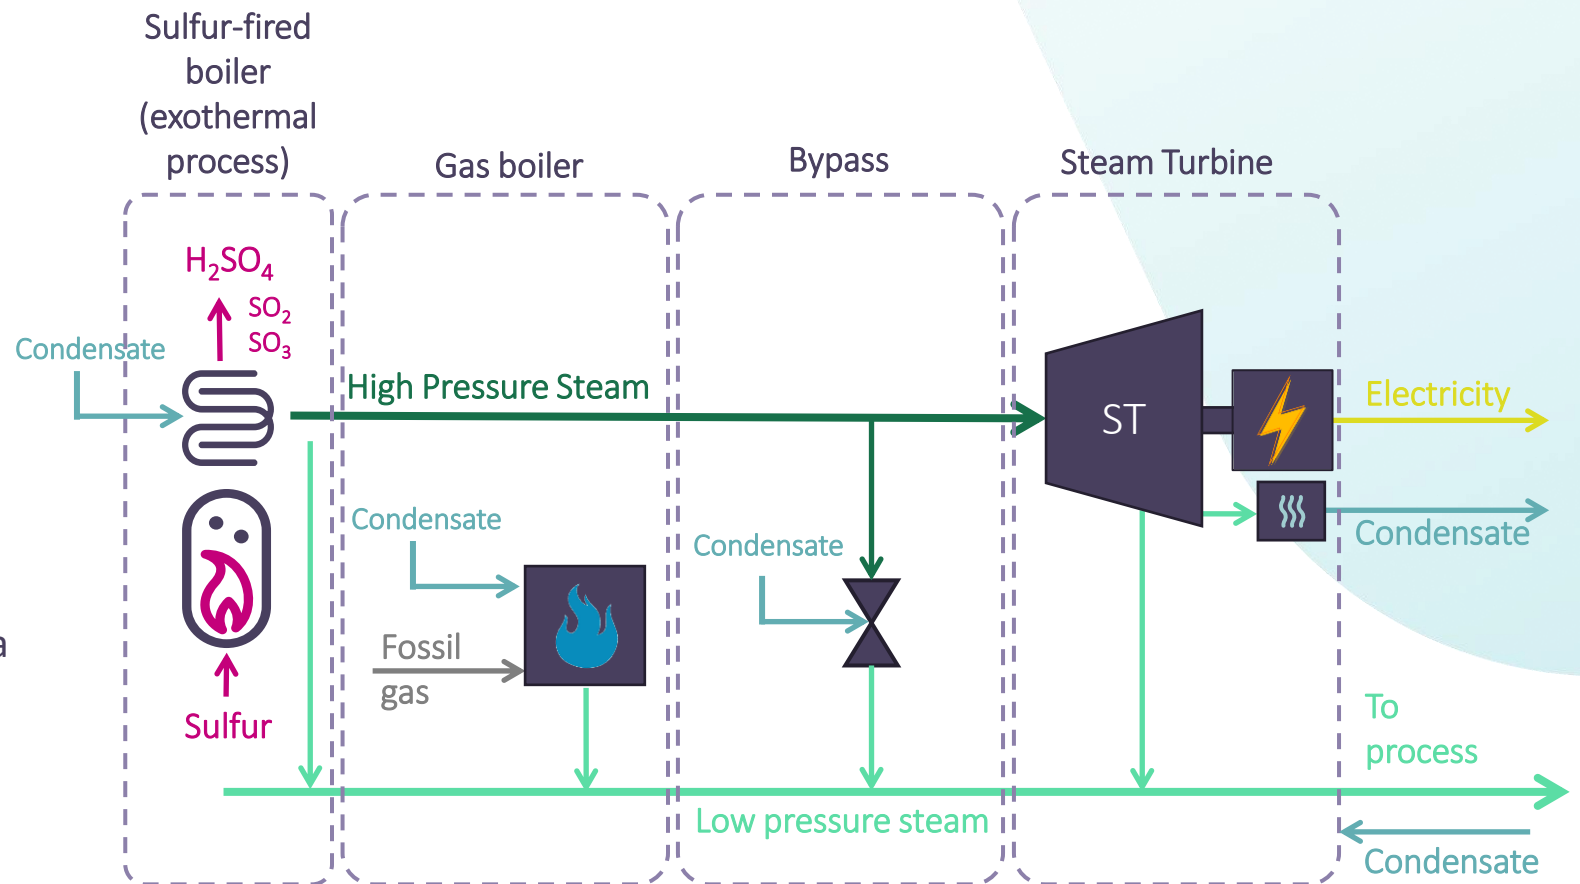 Sulfur-fired
boiler
(exothermal
process)
Gas boiler
Bypass
Steam Turbine
H₂SO₄
SO₂
SO₃
Condensate
High Pressure Steam
ST
Electricity
Condensate
Condensate
Condensate
Fossil
gas
a
Sulfur
To
process
Low pressure steam
Condensate